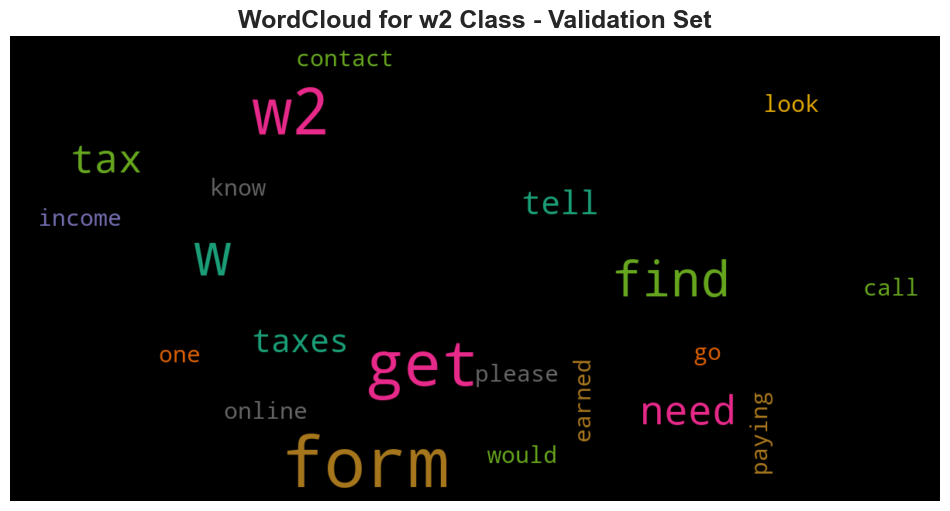 WordCloud for w2 Class - Validation Set
contact
look
w2
tax
know
tell
income
w
find
call
taxes
one
get
go
please
earned
online
need
paying
form
would